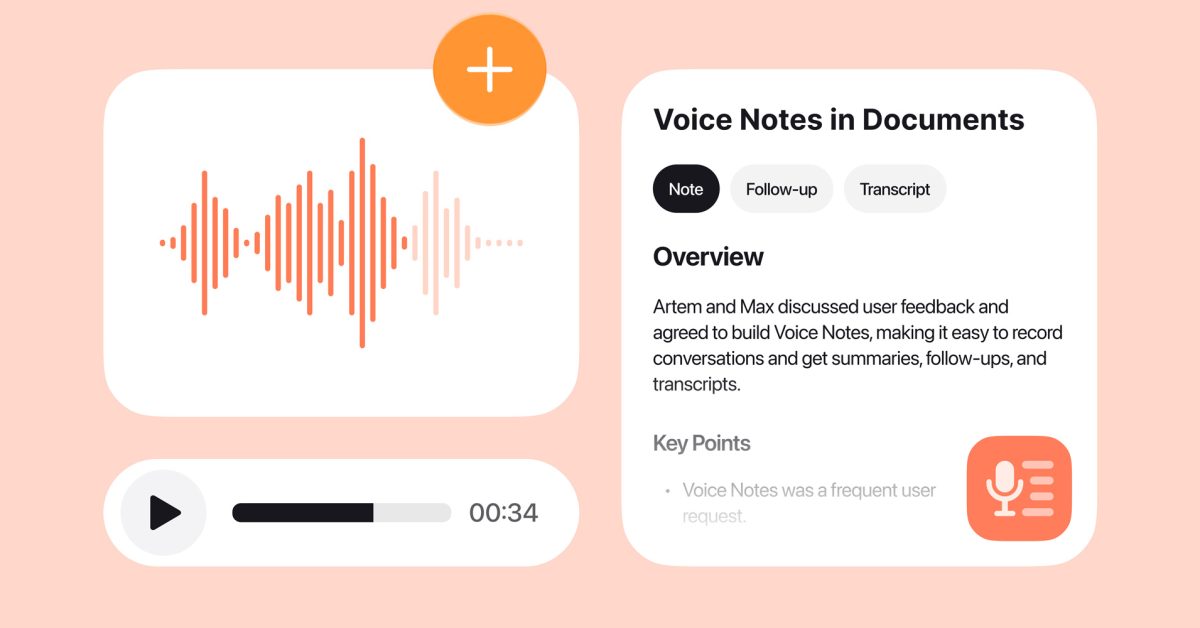 Voice Notes in Documents
Note
Follow-up
Transcript
Overview
Artem and Max discussed user feedback and
agreed to build Voice Notes, making it easy to record
conversations and get summaries, follow-ups, and
transcripts.
Key Points
• Voice Notes was a frequent user
request.
00:34